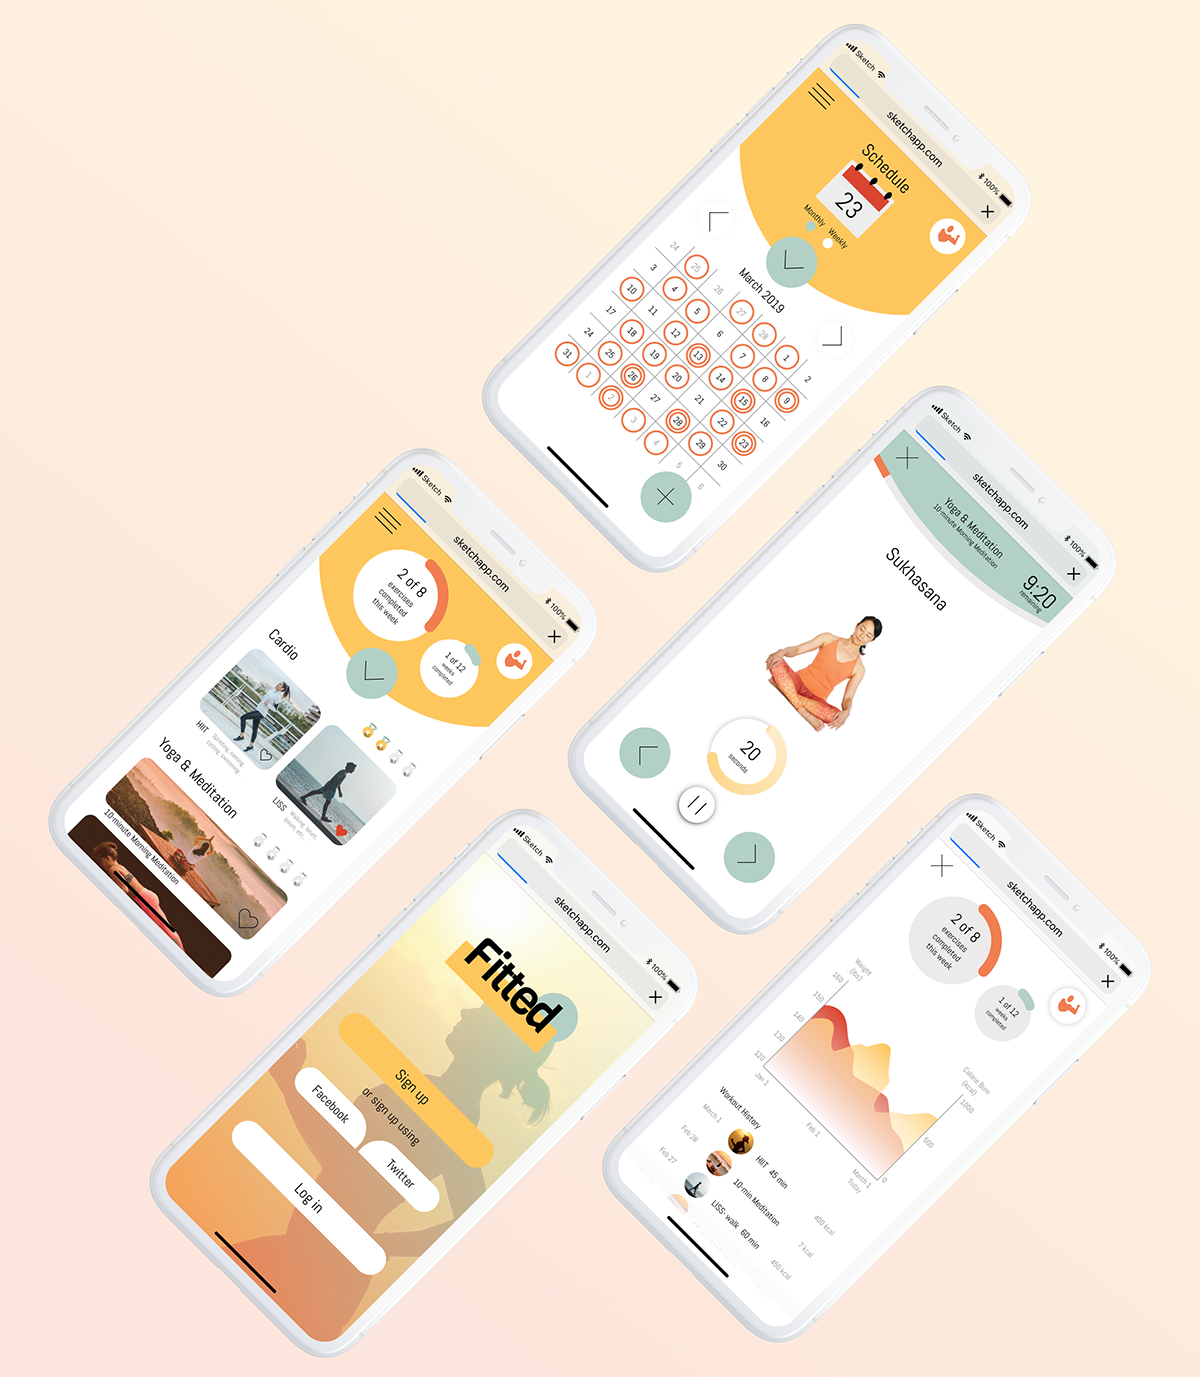 Sketch
100%
sketchapp.com
Schedule
23
Monthly
Weekly
March 2019
24 25 26 27 28 1 2
3 4 5 6 7 8 9
10 11 12 13 14 15 16
17 18 19 20 21 22 23
24 25 26 27 28 29 30
31 1 2 3 4 5 6
Sketch
100%
sketchapp.com
Yoga & Meditation
10-minute Morning Meditation
9:20
remaining
Sukhasana
20
seconds
Sketch
100%
sketchapp.com
2 of 8
exercises
completed
this week
1 of 12
weeks
completed
Cardio
HIIT
Spinning, running,
LISS
Yoga & Meditation
10-minute Morning Meditation
Sketch
100%
sketchapp.com
Fitted
Sign up
or sign up using
Facebook
Twitter
Log in
Sketch
100%
sketchapp.com
2 of 8
exercises
completed
this week
1 of 12
weeks
completed
Weight
(lbs)
160
150
140
130
120
Jan 1
Feb 1
March 1
Today
Calorie Burn
(kcal)
1000
500
0
Workout History
March 1 HIIT 45 min 400 kcal
Feb 28 10-min Meditation 7 kcal
Feb 27 LISS- walk 60 min 450 kcal